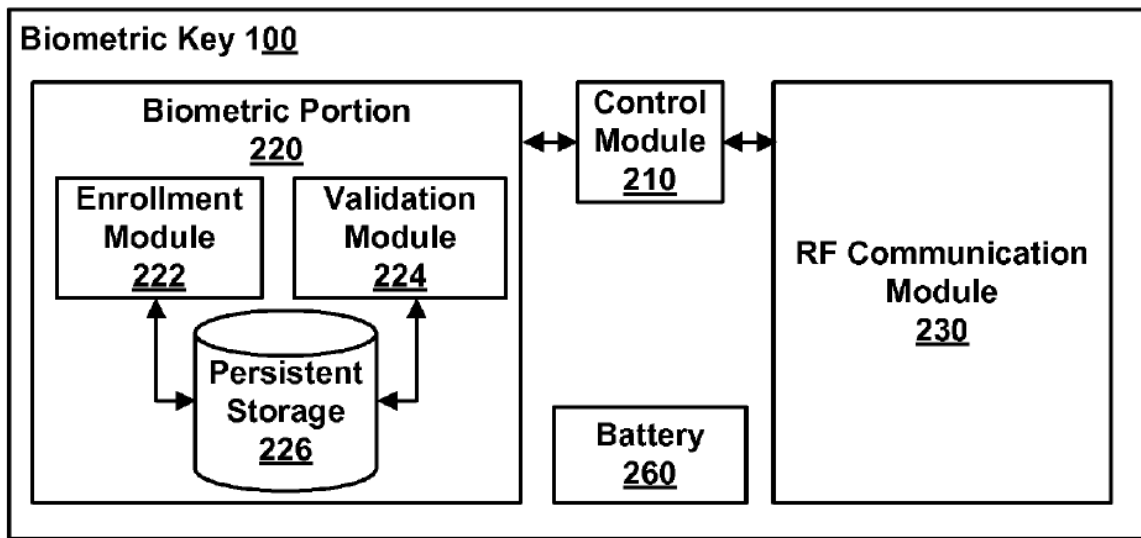 Biometric Key 100
Biometric Portion
220
Enrollment
Module
222
Validation
Module
224
Persistent
Storage
226
Control
Module
210
Battery
260
RF Communication
Module
230